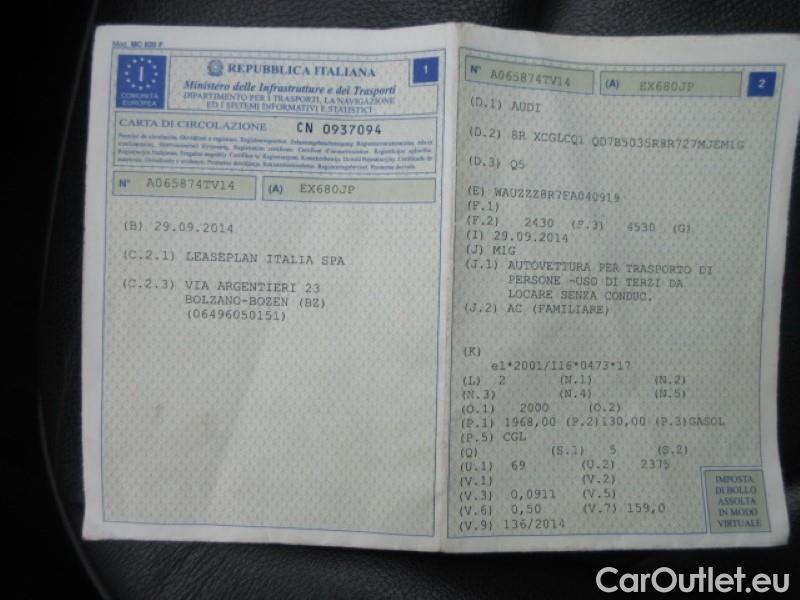 Mod. MC 820 F
I
COMUNITÀ
EUROPEA
REPUBBLICA ITALIANA
1
Ministero delle Infrastrutture e dei Trasporti
DIPARTIMENTO PER I TRASPORTI, LA NAVIGAZIONE
ED I SISTEMI INFORMATIVI E STATISTICI
CARTA DI CIRCOLAZIONE CN 0937094
N° A065874TV14 (A) EX680JP
(B) 29.09.2014
(C.2.1) LEASEPLAN ITALIA SPA
(C.2.3) VIA ARGENTIERI 23
BOLZANO-BOZEN (BZ)
(06496050151)
N° A065874TV14 (A) EX680JP 2
(D.1) AUDI
(D.2) 8R XCGLCQ1 QD7B5035R8R727MJEM1G
(D.3) Q5
(E) WAUZZZ8R7FA040919
(F.1)
(F.2) 2430 (F.3) 4530 (G)
(I) 29.09.2014
(J) M1G
(J.1) AUTOVETTURA PER TRASPORTO DI
PERSONE -USO DI TERZI DA
LOCARE SENZA CONDUC.
(J.2) AC (FAMILIARE)
(K)
e1*2001/116*0473*17
(L) 2 (N.1) (N.2)
(N.3) (N.4) (N.5)
(O.1) 2000 (O.2)
(P.1) 1968,00 (P.2)130,00 (P.3)GASOL
(P.5) CGL
(Q) (S.1) 5 (S.2)
(U.1) 69 (U.2) 2375
(V.1) (V.2)
(V.3) 0,0911 (V.5)
(V.6) 0,50 (V.7) 159,0
(V.9) 136/2014
IMPOSTA
DI BOLLO
ASSOLTA
IN MODO
VIRTUALE
CarOutlet.eu